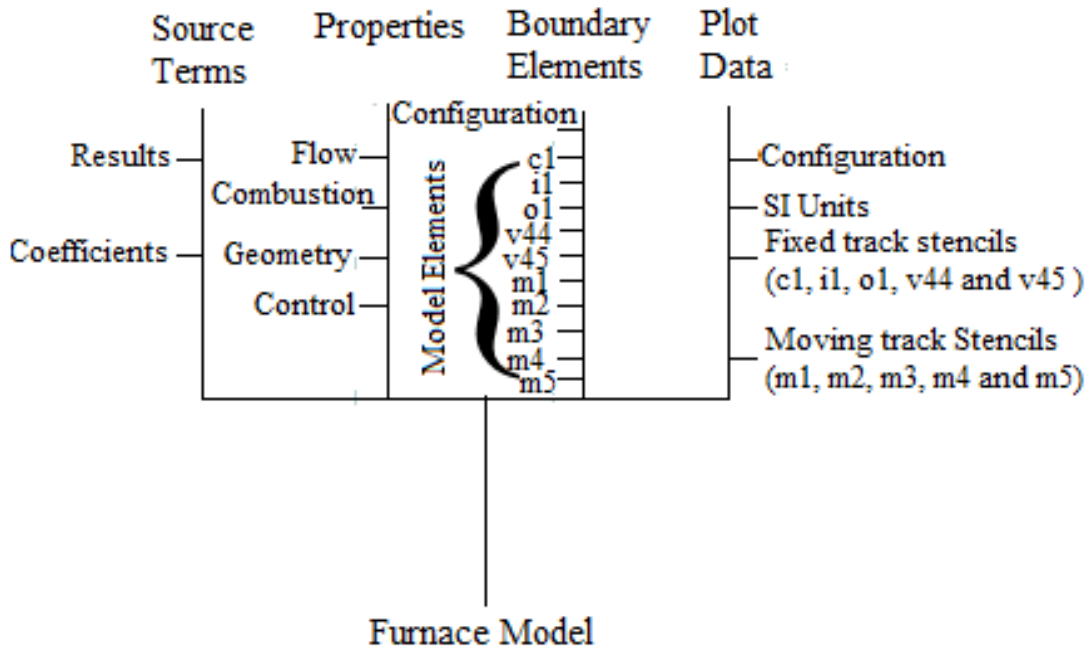 Source Terms
Properties
Boundary Elements
Plot Data
Results
Coefficients
Flow
Combustion
Geometry
Control
Configuration
Model Elements
c1
i1
o1
v44
v45
m1
m2
m3
m4
m5
Configuration
SI Units
Fixed track stencils
(c1, i1, o1, v44 and v45 )
Moving track Stencils
(m1, m2, m3, m4 and m5)
Furnace Model